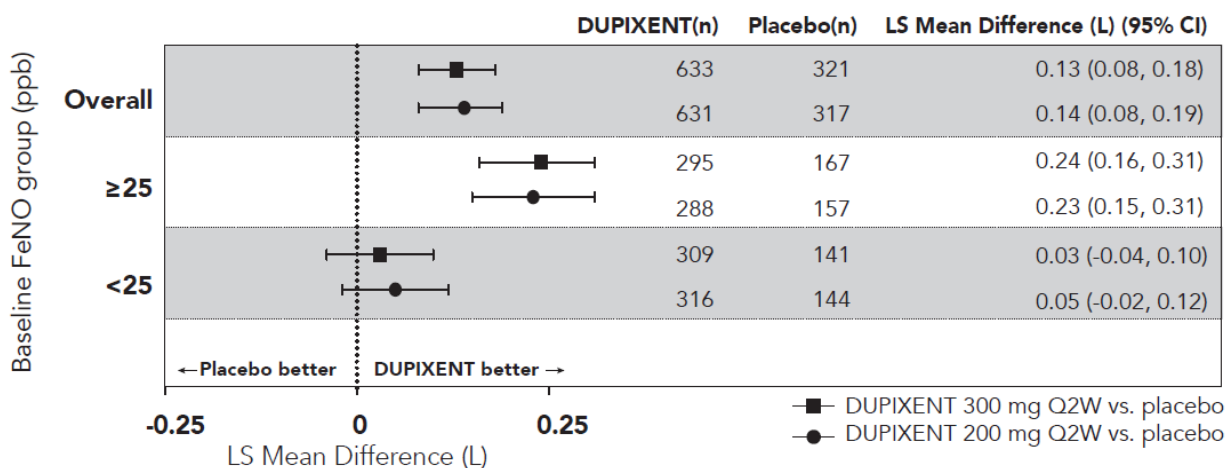 DUPIXENT(n) Placebo(n) LS Mean Difference (L) (95% CI)
Baseline FeNO group (ppb)
Overall
633 321 0.13 (0.08, 0.18)
631 317 0.14 (0.08, 0.19)
≥25
295 167 0.24 (0.16, 0.31)
288 157 0.23 (0.15, 0.31)
<25
309 141 0.03 (-0.04, 0.10)
316 144 0.05 (-0.02, 0.12)
←Placebo better DUPIXENT better →
-0.25 0 0.25
LS Mean Difference (L)
DUPIXENT 300 mg Q2W vs. placebo
DUPIXENT 200 mg Q2W vs. placebo